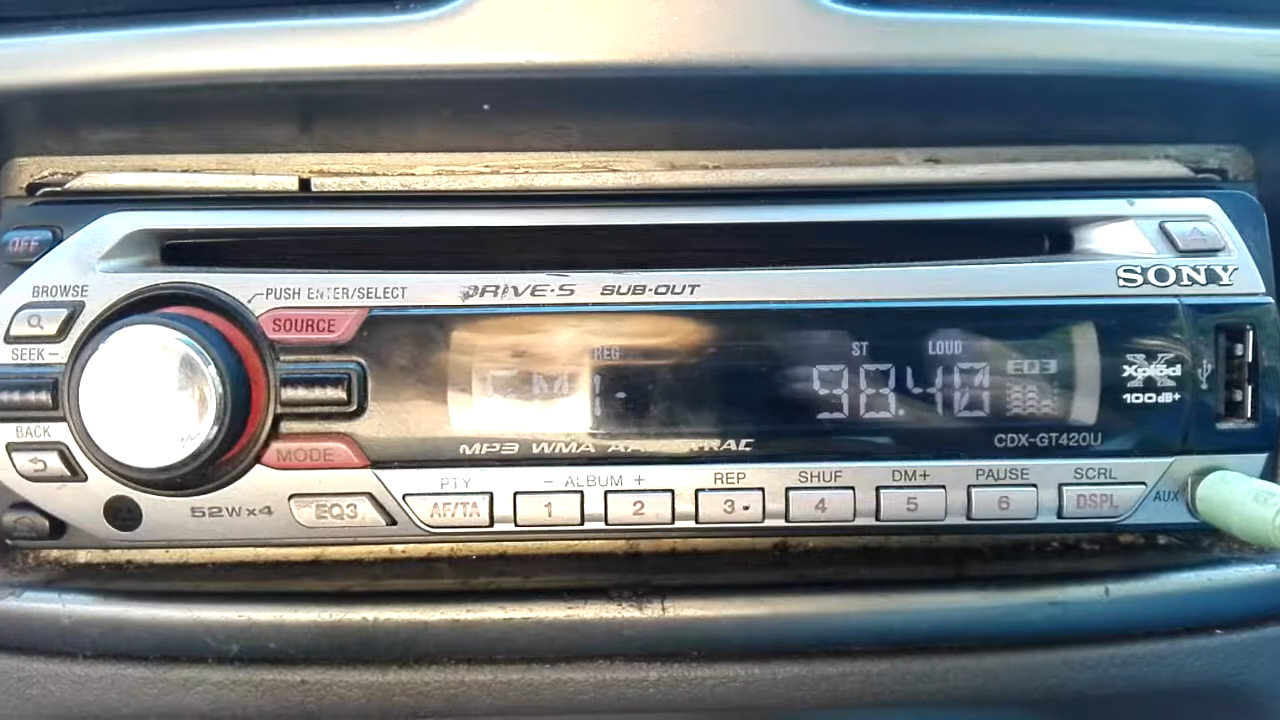 OFF
SONY
BROWSE
PUSH ENTER/SELECT
DRIVE·S SUB·OUT
SOURCE
SEEK –
REG
ST
LOUD
FM1
98.40
EQ3
Xplod
100dB+
BACK
MODE
MP3 WMA
CDX-GT420U
PTY
– ALBUM +
REP
SHUF
DM+
PAUSE
SCRL
52W×4
EQ3
AF/TA
1
2
3
4
5
6
DSPL
AUX